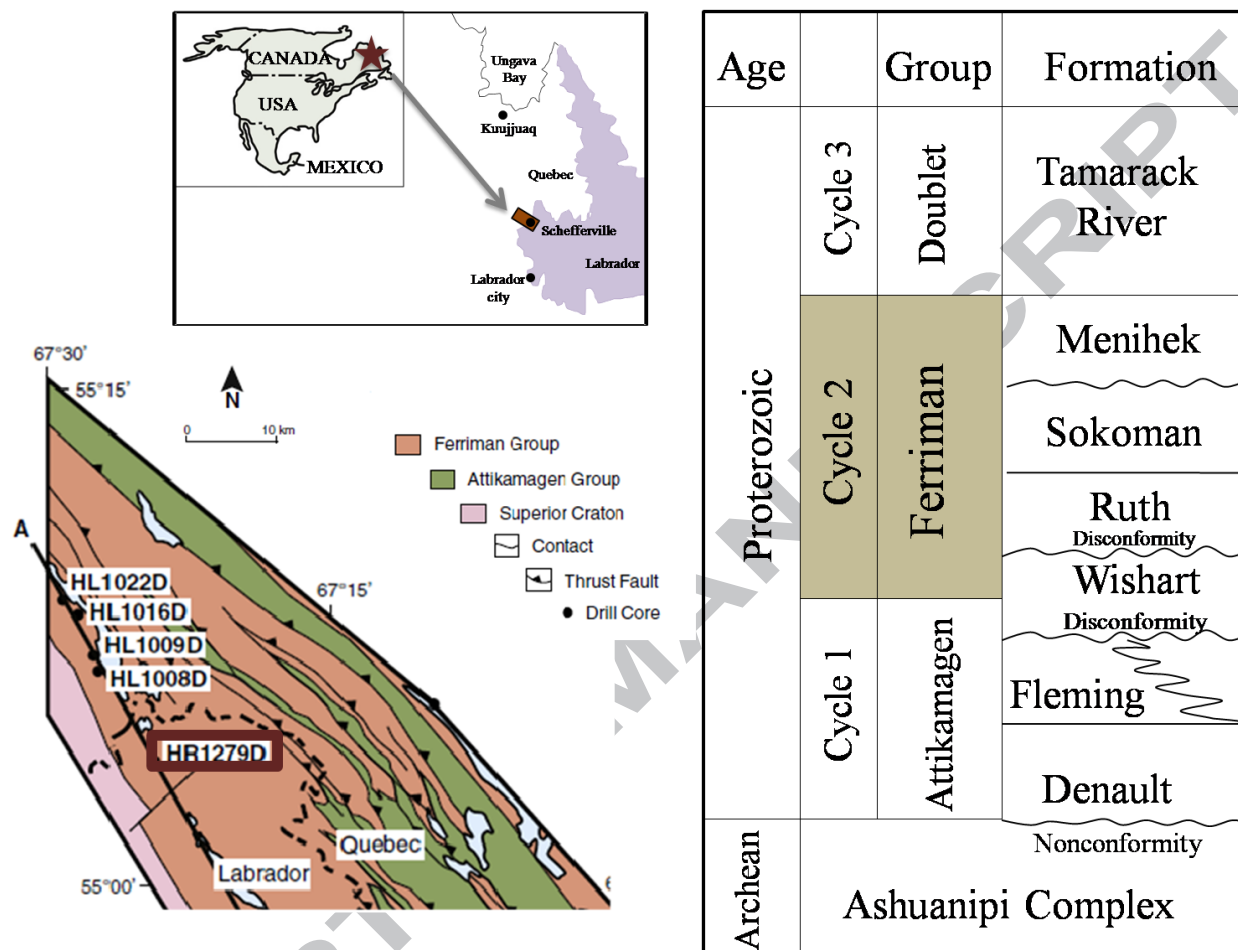 CANADA
USA
MEXICO
Ungava
Bay
Kuujjuaq
Quebec
Schefferville
Labrador
Labrador
city
67°30'
55°15'
N
0 10 km
Ferriman Group
Attikamagen Group
Superior Craton
Contact
Thrust Fault
Drill Core
67°15'
A
HL1022D
HL1016D
HL1009D
HL1008D
HR1279D
Quebec
Labrador
55°00'
Age Group Formation
Proterozoic
Cycle 3
Doublet
Tamarack
River
Cycle 2
Ferriman
Menihek
Sokoman
Ruth
Disconformity
Wishart
Disconformity
Cycle 1
Attikamagen
Fleming
Denault
Nonconformity
Archean
Ashuanipi Complex